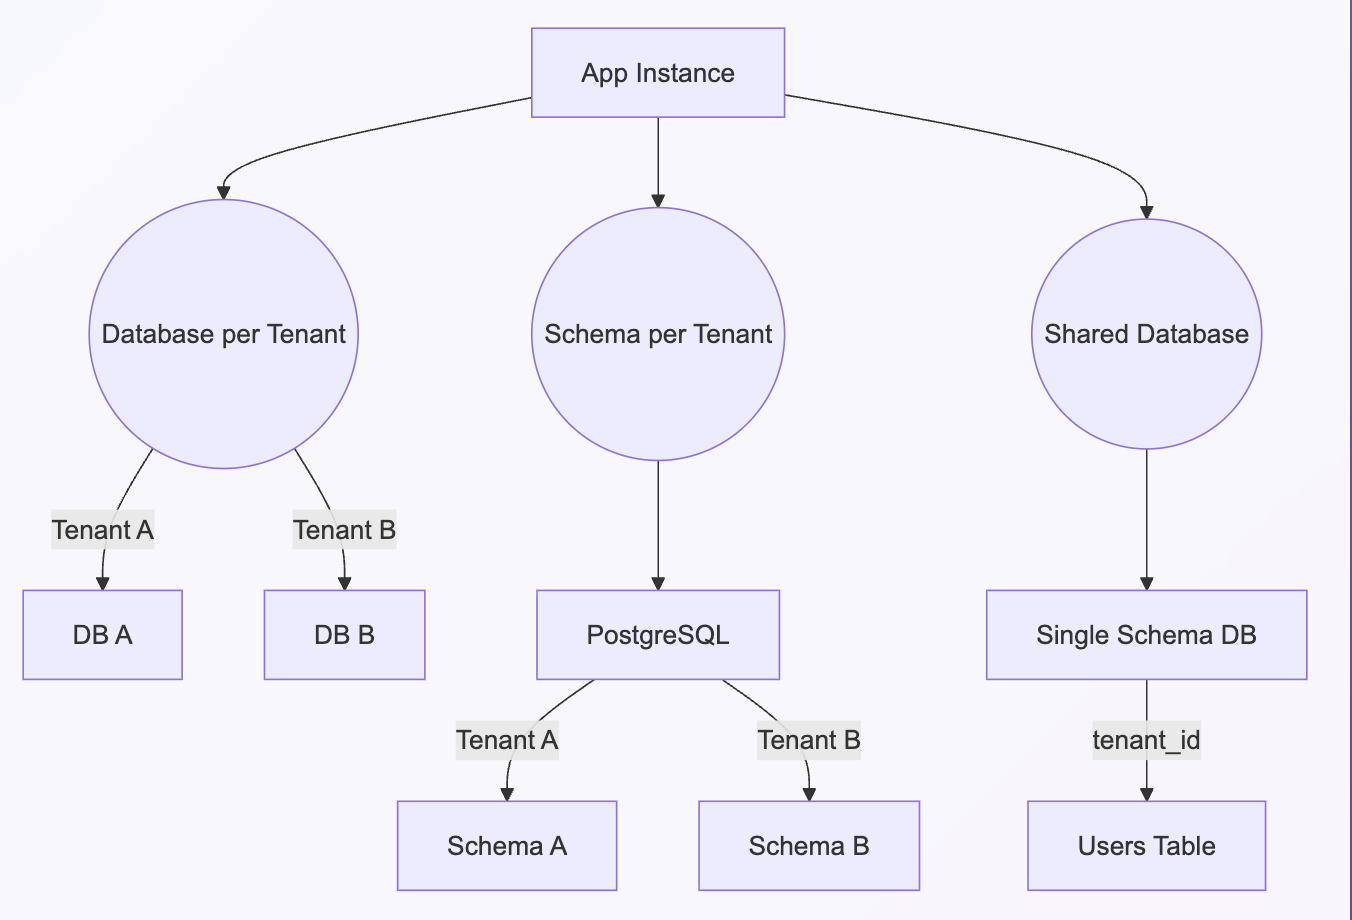 App Instance
Database per Tenant
Schema per Tenant
Shared Database
Tenant A
Tenant B
DB A
DB B
PostgreSQL
Single Schema DB
Tenant A
Tenant B
tenant_id
Schema A
Schema B
Users Table